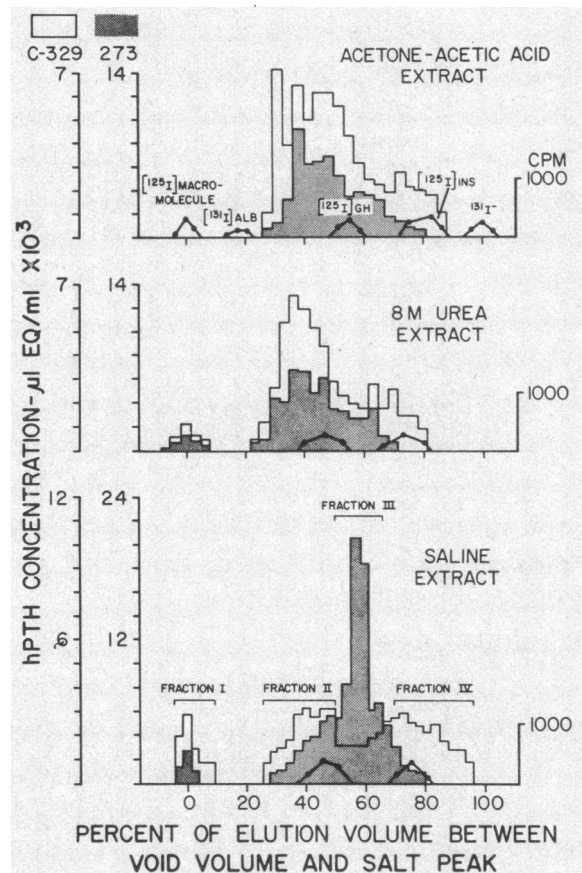 C-329 273
ACETONE-ACETIC ACID
EXTRACT
7 14
CPM
1000
[125I]MACRO-
MOLECULE
[131I]ALB
[125I]GH
[125I]INS
131I-
7 14
8M UREA
EXTRACT
1000
12 24
FRACTION III
SALINE
EXTRACT
6 12
FRACTION I
FRACTION II
FRACTION IV
1000
hPTH CONCENTRATION-µl EQ/ml X10³
0 20 40 60 80 100
PERCENT OF ELUTION VOLUME BETWEEN
VOID VOLUME AND SALT PEAK